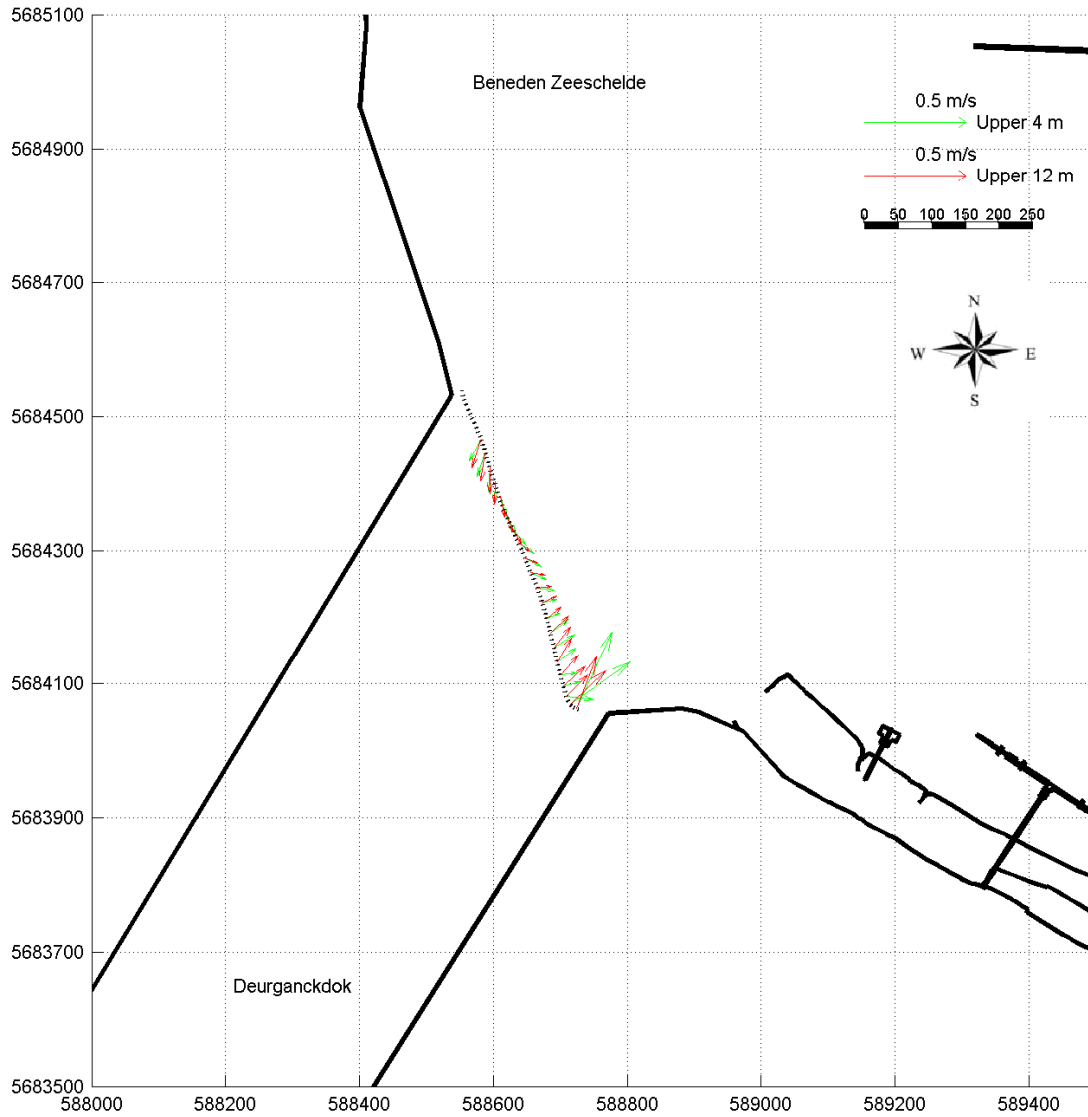 5685100
Beneden Zeeschelde
0.5 m/s
Upper 4 m
5684900
0.5 m/s
Upper 12 m
0 50 100 150 200 250
5684700
N
W E
S
5684500
5684300
5684100
5683900
5683700
Deurganckdok
5683500
588000 588200 588400 588600 588800 589000 589200 589400